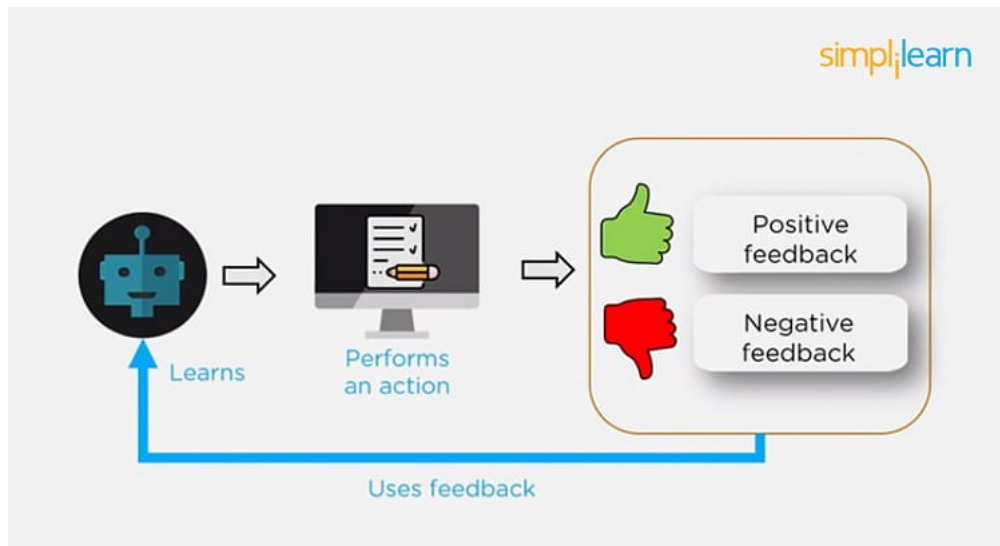 simplilearn
Positive
feedback
Negative
feedback
Learns
Performs
an action
Uses feedback